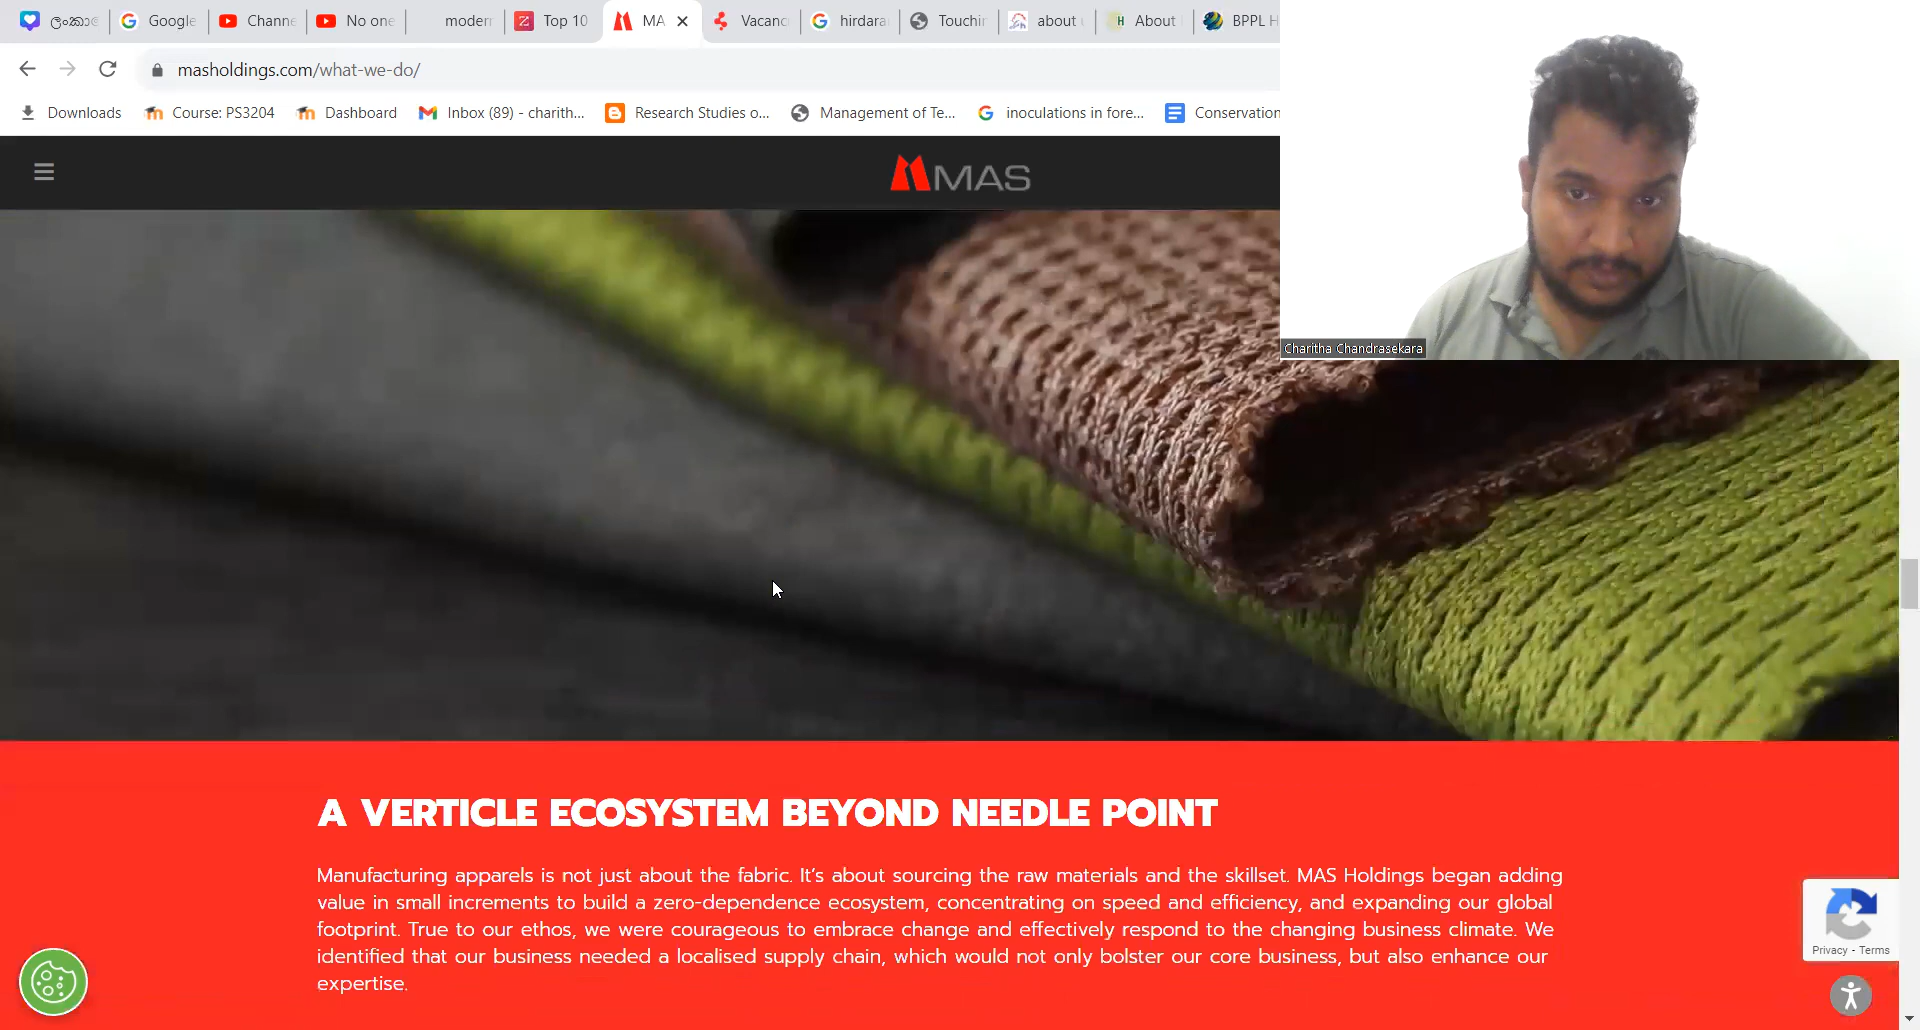 ලංකාවේ Google Channe No one modern Top 10 MA Vacanc hirdara Touchin about About BPPL H
masholdings.com/what-we-do/
Downloads Course: PS3204 Dashboard Inbox (89) - charith... Research Studies o... Management of Te... inoculations in fore... Conservation
MAS
Charitha Chandrasekara
A VERTICLE ECOSYSTEM BEYOND NEEDLE POINT
Manufacturing apparels is not just about the fabric. It's about sourcing the raw materials and the skillset. MAS Holdings began adding
value in small increments to build a zero-dependence ecosystem, concentrating on speed and efficiency, and expanding our global
footprint. True to our ethos, we were courageous to embrace change and effectively respond to the changing business climate. We
identified that our business needed a localised supply chain, which would not only bolster our core business, but also enhance our
expertise.
Privacy - Terms